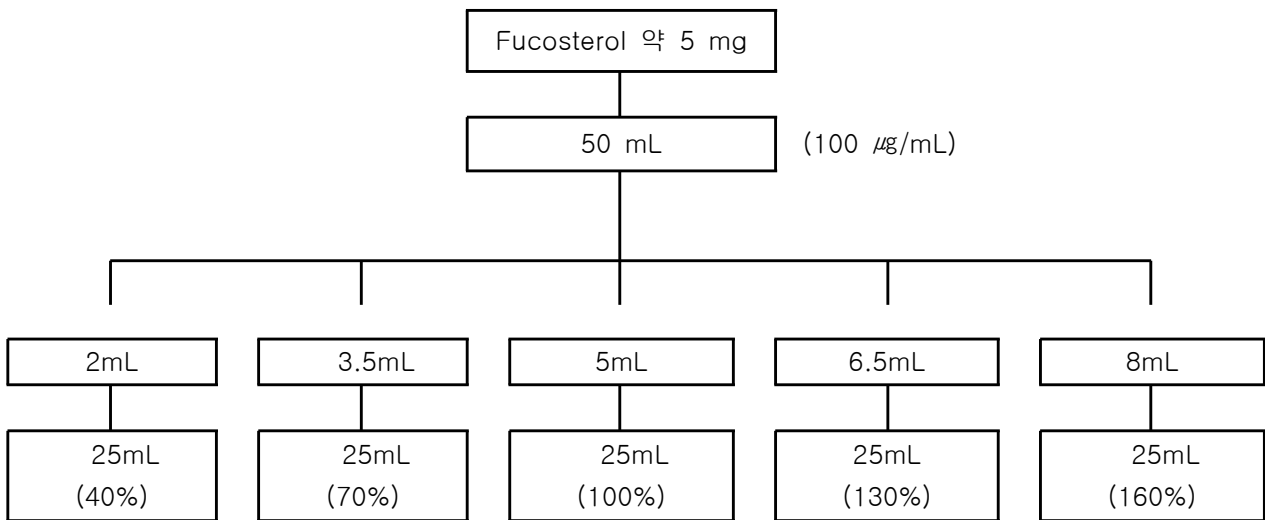 Fucosterol 약 5 mg
50 mL (100 ㎍/mL)
2mL 3.5mL 5mL 6.5mL 8mL
25mL 25mL 25mL 25mL 25mL
(40%) (70%) (100%) (130%) (160%)